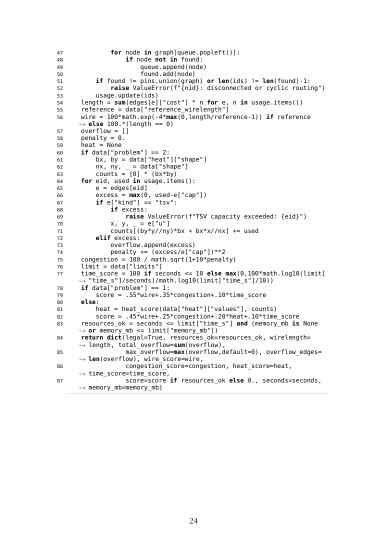 47 for node in graph[queue.popleft()]:
48 if node not in found:
49 queue.append(node)
50 found.add(node)
51 if found != pins.union(graph) or len(ids) != len(found)-1:
52 raise ValueError(f"{nid}: disconnected or cyclic routing")
53 usage.update(ids)
54 length = sum(edges[e]["cost"] * n for e, n in usage.items())
55 reference = data["reference_wirelength"]
56 wire = 100*math.exp(-4*max(0,length/reference-1)) if reference
↪ else 100.*(length == 0)
57 overflow = []
58 penalty = 0.
59 heat = None
60 if data["problem"] == 2:
61 bx, by = data["heat"]["shape"]
62 nx, ny, _ = data["shape"]
63 counts = [0] * (bx*by)
64 for eid, used in usage.items():
65 e = edges[eid]
66 excess = max(0, used-e["cap"])
67 if e["kind"] == "tsv":
68 if excess:
69 raise ValueError(f"TSV capacity exceeded: {eid}")
70 x, y, _ = e["u"]
71 counts[(by*y//ny)*bx + bx*x//nx] += used
72 elif excess:
73 overflow.append(excess)
74 penalty += (excess/e["cap"])**2
75 congestion = 100 / math.sqrt(1+10*penalty)
76 limit = data["limits"]
77 time_score = 100 if seconds <= 10 else max(0,100*math.log10(limit[
↪ "time_s"]/seconds)/math.log10(limit["time_s"]/10))
78 if data["problem"] == 1:
79 score = .55*wire+.35*congestion+.10*time_score
80 else:
81 heat = heat_score(data["heat"]["values"], counts)
82 score = .45*wire+.25*congestion+.20*heat+.10*time_score
83 resources_ok = seconds <= limit["time_s"] and (memory_mb is None
↪ or memory_mb <= limit["memory_mb"])
84 return dict(legal=True, resources_ok=resources_ok, wirelength=
↪ length, total_overflow=sum(overflow),
85 max_overflow=max(overflow,default=0), overflow_edges=
↪ len(overflow), wire_score=wire,
86 congestion_score=congestion, heat_score=heat,
↪ time_score=time_score,
87 score=score if resources_ok else 0., seconds=seconds,
↪ memory_mb=memory_mb)
24